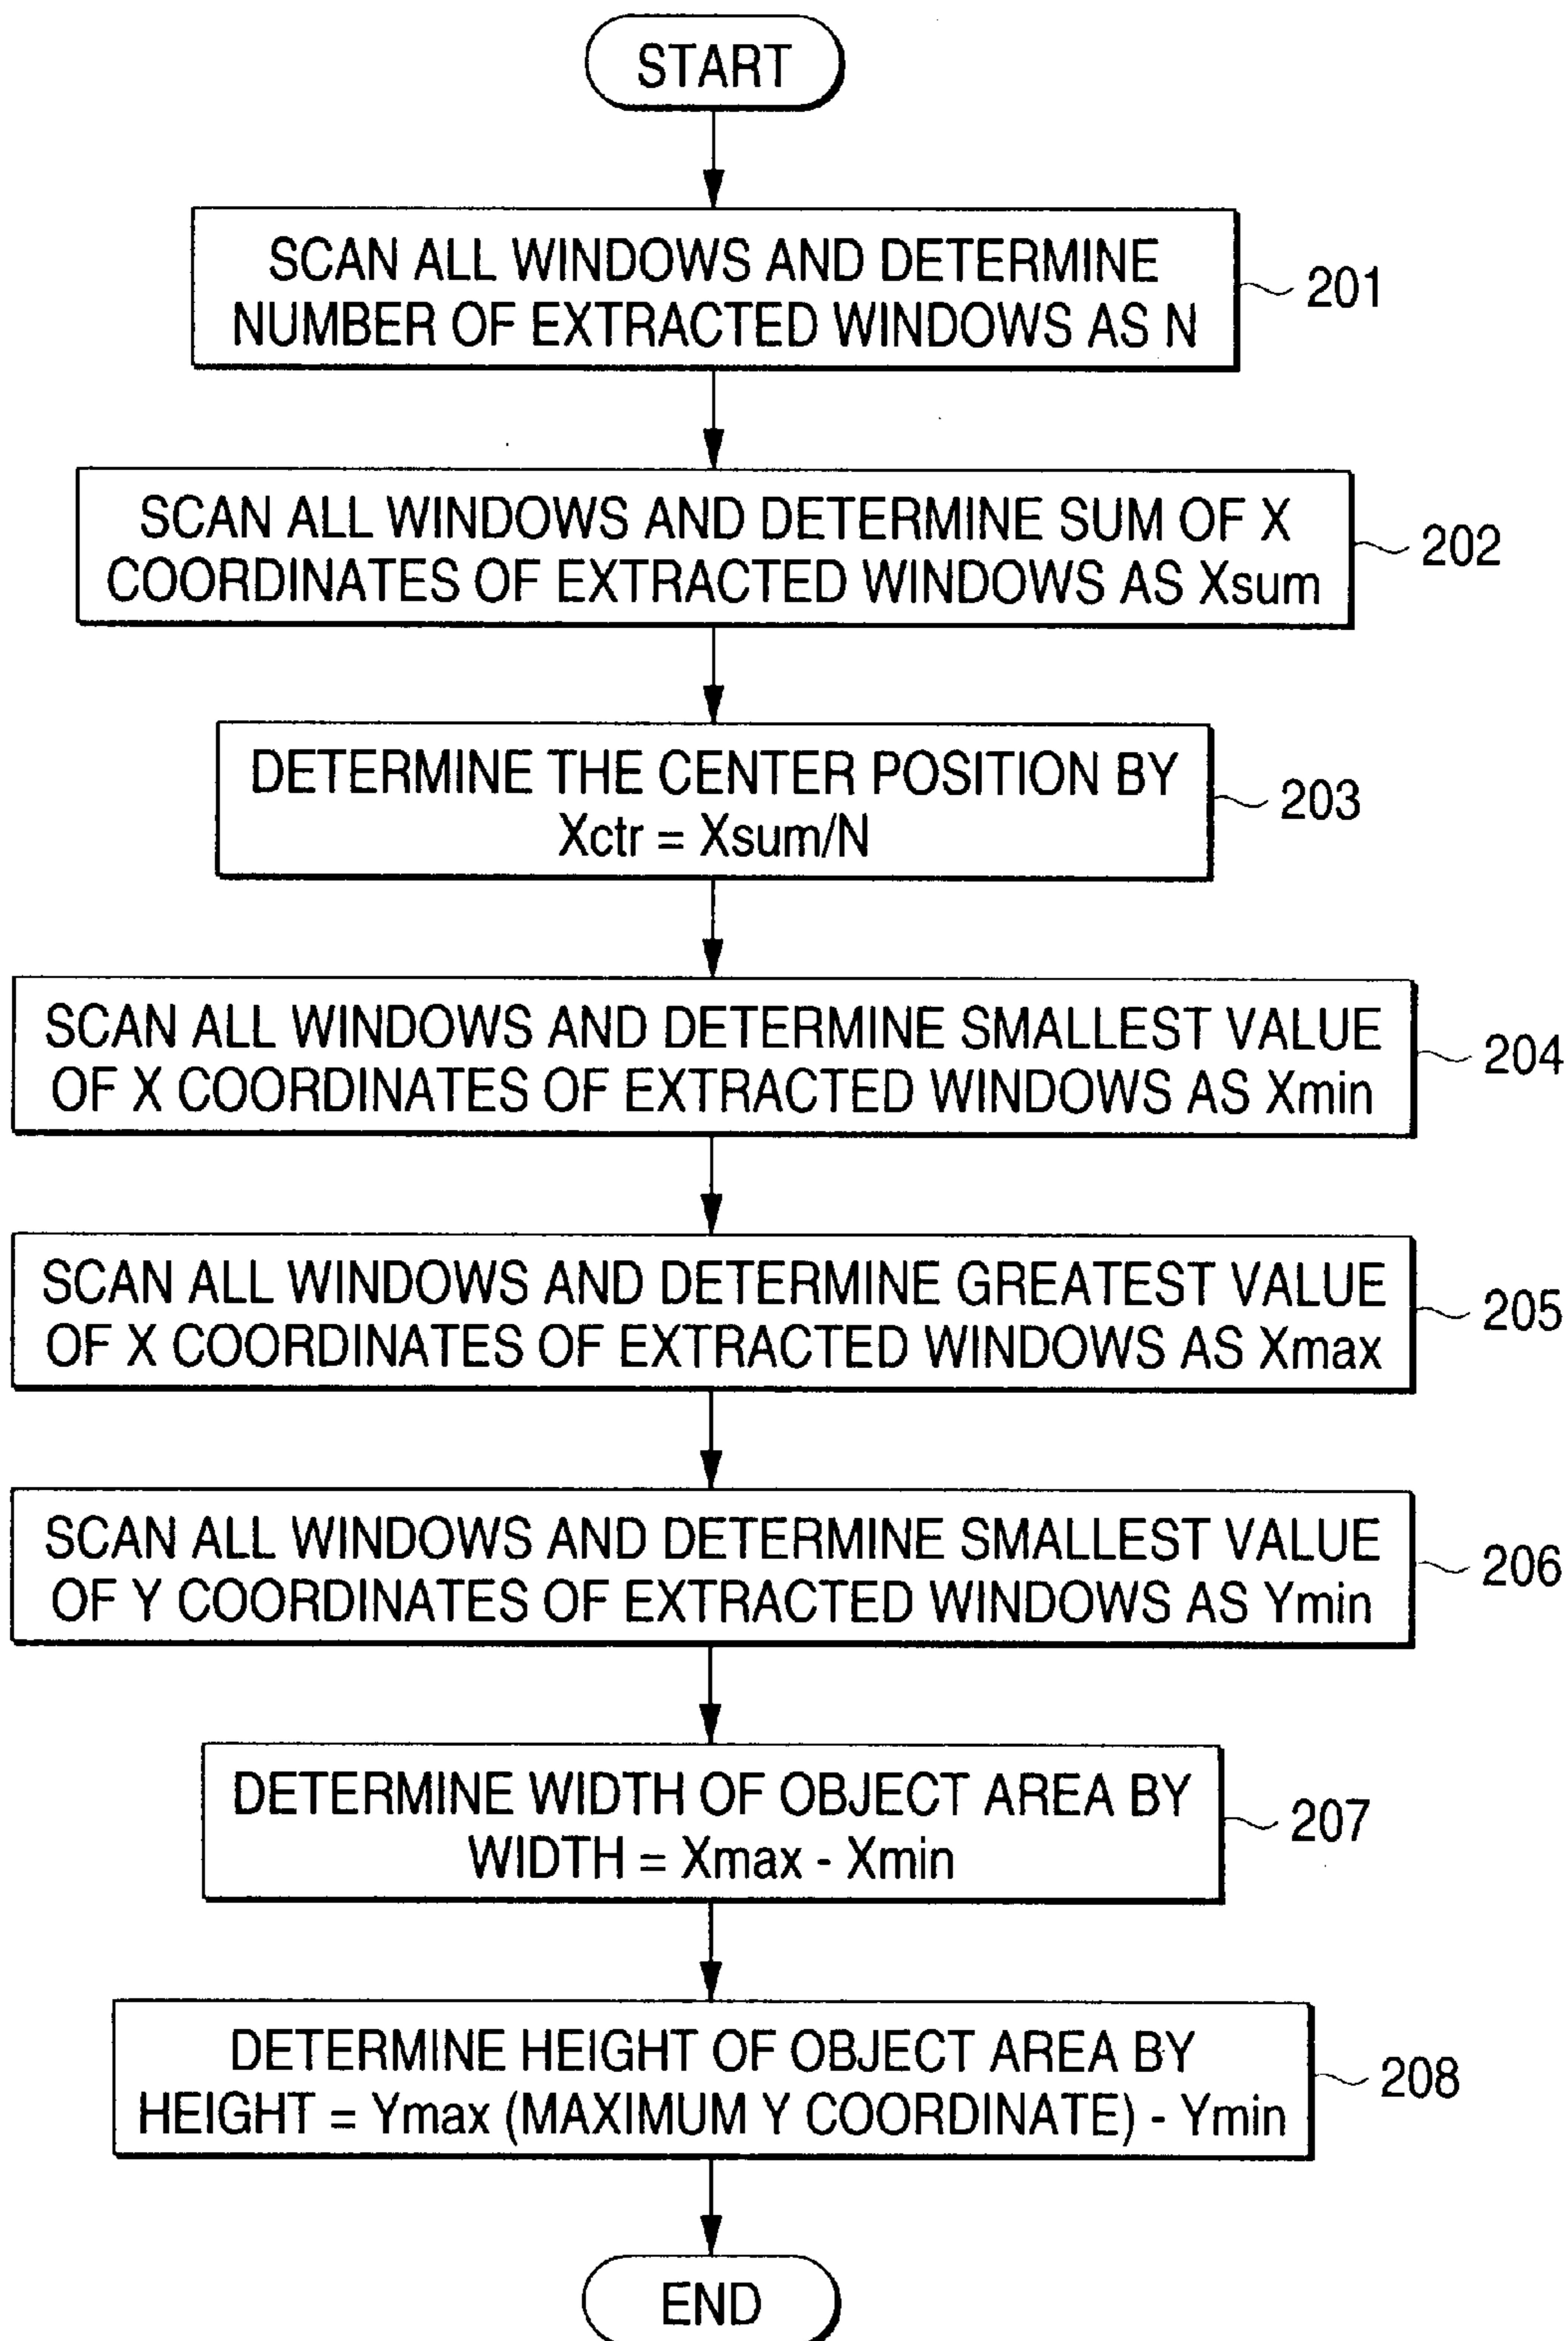 START
SCAN ALL WINDOWS AND DETERMINE
NUMBER OF EXTRACTED WINDOWS AS N
201
SCAN ALL WINDOWS AND DETERMINE SUM OF X
COORDINATES OF EXTRACTED WINDOWS AS Xsum
202
DETERMINE THE CENTER POSITION BY
Xctr = Xsum/N
203
SCAN ALL WINDOWS AND DETERMINE SMALLEST VALUE
OF X COORDINATES OF EXTRACTED WINDOWS AS Xmin
204
SCAN ALL WINDOWS AND DETERMINE GREATEST VALUE
OF X COORDINATES OF EXTRACTED WINDOWS AS Xmax
205
SCAN ALL WINDOWS AND DETERMINE SMALLEST VALUE
OF Y COORDINATES OF EXTRACTED WINDOWS AS Ymin
206
DETERMINE WIDTH OF OBJECT AREA BY
WIDTH = Xmax - Xmin
207
DETERMINE HEIGHT OF OBJECT AREA BY
HEIGHT = Ymax (MAXIMUM Y COORDINATE) - Ymin
208
END